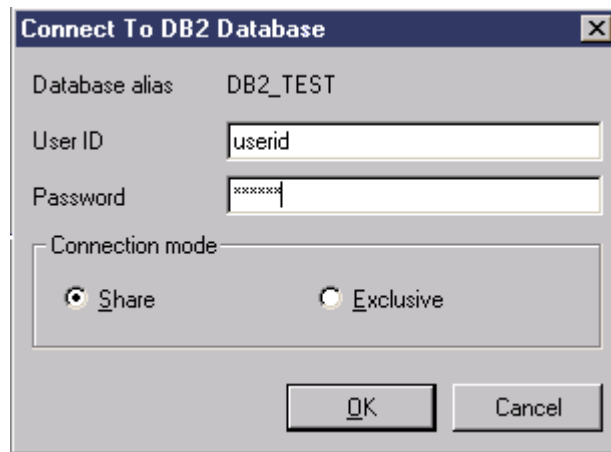 Connect To DB2 Database
Database alias DB2_TEST
User ID userid
Password ******
Connection mode
Share Exclusive
OK Cancel